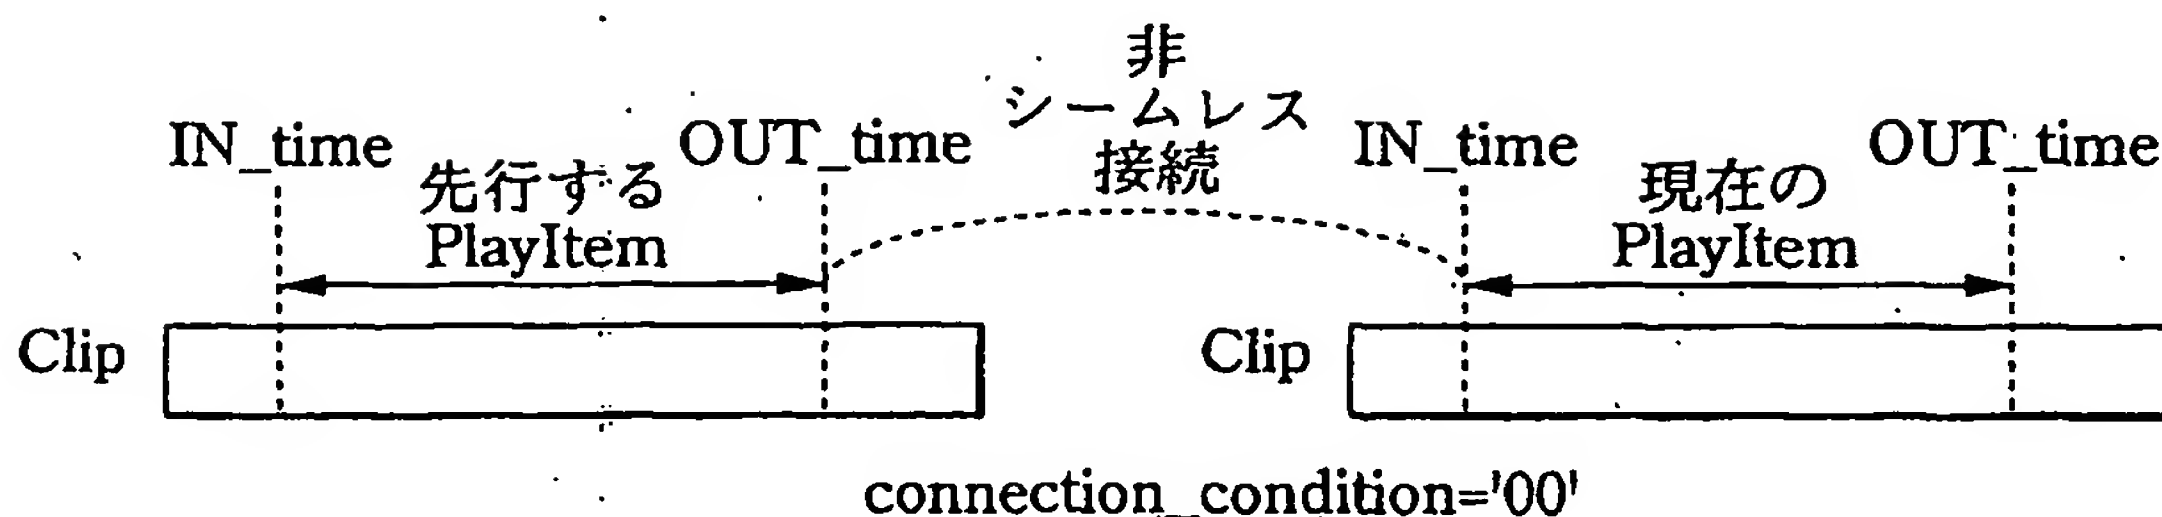 非
シームレス
接続
IN_time
OUT_time
IN_time
OUT_time
先行する
PlayItem
現在の
PlayItem
Clip
Clip
connection_condition='00'